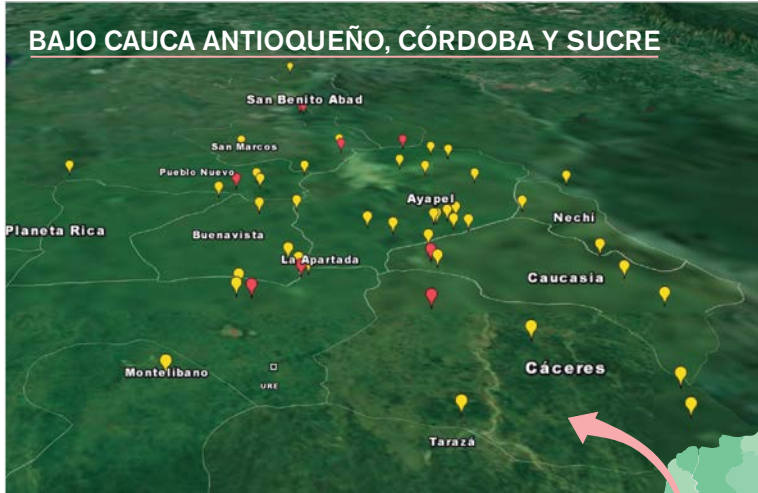 BAJO CAUCA ANTIOQUEÑO, CÓRDOBA Y SUCRE
San Benito Abad
San Marcos
Pueblo Nuevo
Ayapel
Planeta Rica
Buenavista
Nechí
La Apartada
Caucasia
Montelibano
URE
Cáceres
Tarazá